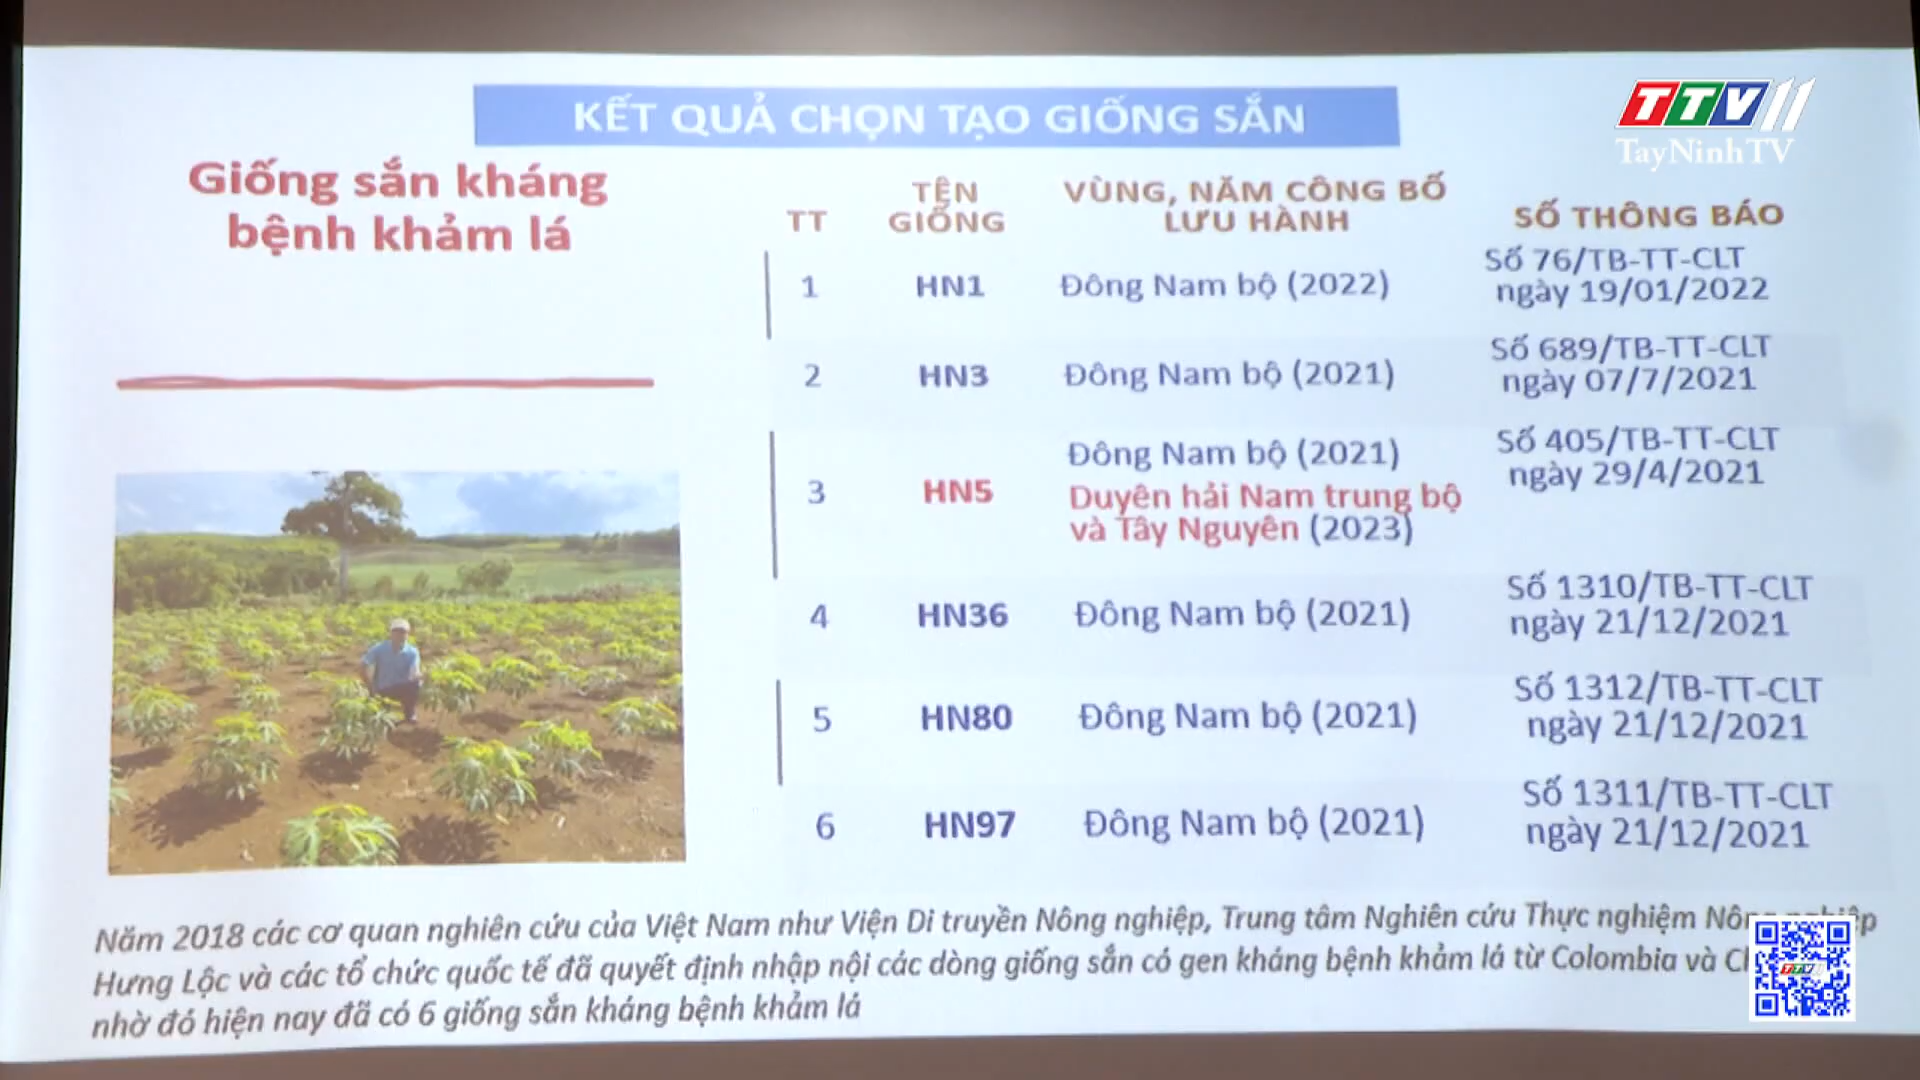 TTV11
TayNinhTV
KẾT QUẢ CHỌN TẠO GIỐNG SẮN
Giống sắn kháng
bệnh khảm lá
TT
TÊN
GIỐNG
VÙNG, NĂM CÔNG BỐ
LƯU HÀNH
SỐ THÔNG BÁO
1
HN1
Đông Nam bộ (2022)
Số 76/TB-TT-CLT
ngày 19/01/2022
2
HN3
Đông Nam bộ (2021)
Số 689/TB-TT-CLT
ngày 07/7/2021
3
HN5
Đông Nam bộ (2021)
Duyên hải Nam trung bộ
và Tây Nguyên (2023)
Số 405/TB-TT-CLT
ngày 29/4/2021
4
HN36
Đông Nam bộ (2021)
Số 1310/TB-TT-CLT
ngày 21/12/2021
5
HN80
Đông Nam bộ (2021)
Số 1312/TB-TT-CLT
ngày 21/12/2021
6
HN97
Đông Nam bộ (2021)
Số 1311/TB-TT-CLT
ngày 21/12/2021
Năm 2018 các cơ quan nghiên cứu của Việt Nam như Viện Di truyền Nông nghiệp, Trung tâm Nghiên cứu Thực nghiệm Nông nghiệp
Hưng Lộc và các tổ chức quốc tế đã quyết định nhập nội các dòng giống sắn có gen kháng bệnh khảm lá từ Colombia và
nhờ đó hiện nay đã có 6 giống sắn kháng bệnh khảm lá
TTV